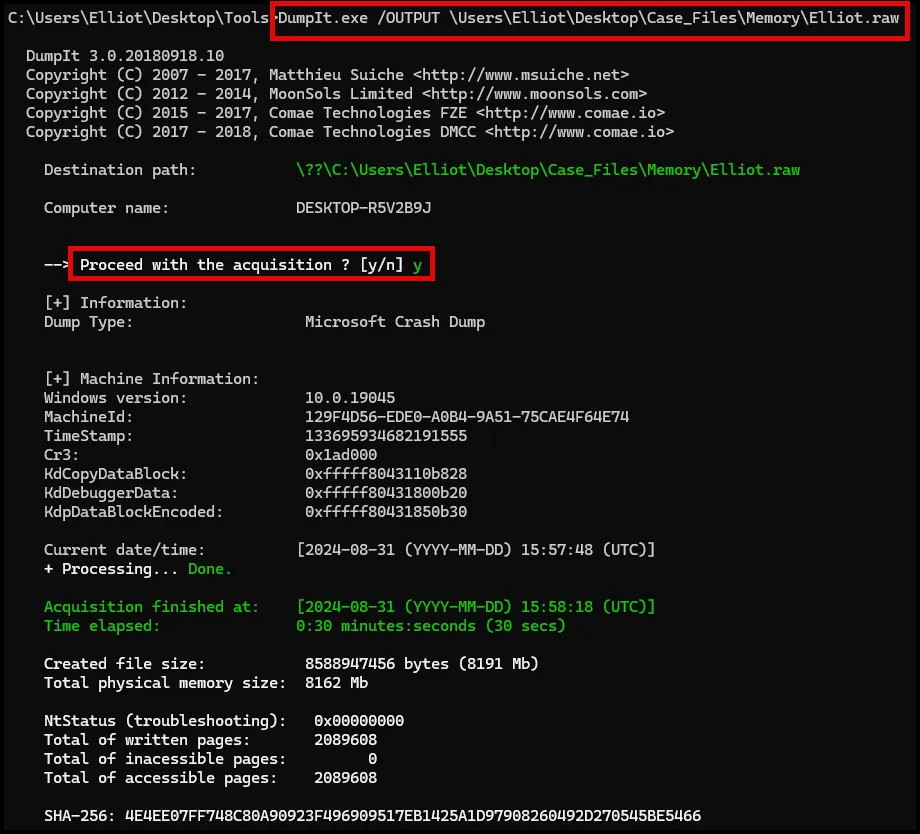 C:\Users\Elliot\Desktop\Tools>DumpIt.exe /OUTPUT \Users\Elliot\Desktop\Case_Files\Memory\Elliot.raw
DumpIt 3.0.20180918.10
Copyright (C) 2007 - 2017, Matthieu Suiche <http://www.msuiche.net>
Copyright (C) 2012 - 2014, MoonSols Limited <http://www.moonsols.com>
Copyright (C) 2015 - 2017, Comae Technologies FZE <http://www.comae.io>
Copyright (C) 2017 - 2018, Comae Technologies DMCC <http://www.comae.io>
Destination path: \??\C:\Users\Elliot\Desktop\Case_Files\Memory\Elliot.raw
Computer name: DESKTOP-R5V2B9J
--> Proceed with the acquisition ? [y/n] y
[+] Information:
Dump Type: Microsoft Crash Dump
[+] Machine Information:
Windows version: 10.0.19045
MachineId: 129F4D56-EDE0-A0B4-9A51-75CAE4F64E74
TimeStamp: 133695934682191555
Cr3: 0x1ad000
KdCopyDataBlock: 0xfffff8043110b828
KdDebuggerData: 0xfffff80431800b20
KdpDataBlockEncoded: 0xfffff80431850b30
Current date/time: [2024-08-31 (YYYY-MM-DD) 15:57:48 (UTC)]
+ Processing... Done.
Acquisition finished at: [2024-08-31 (YYYY-MM-DD) 15:58:18 (UTC)]
Time elapsed: 0:30 minutes:seconds (30 secs)
Created file size: 8588947456 bytes (8191 Mb)
Total physical memory size: 8162 Mb
NtStatus (troubleshooting): 0x00000000
Total of written pages: 2089608
Total of inacessible pages: 0
Total of accessible pages: 2089608
SHA-256: 4E4EE07FF748C80A90923F496909517EB1425A1D97908260492D270545BE5466